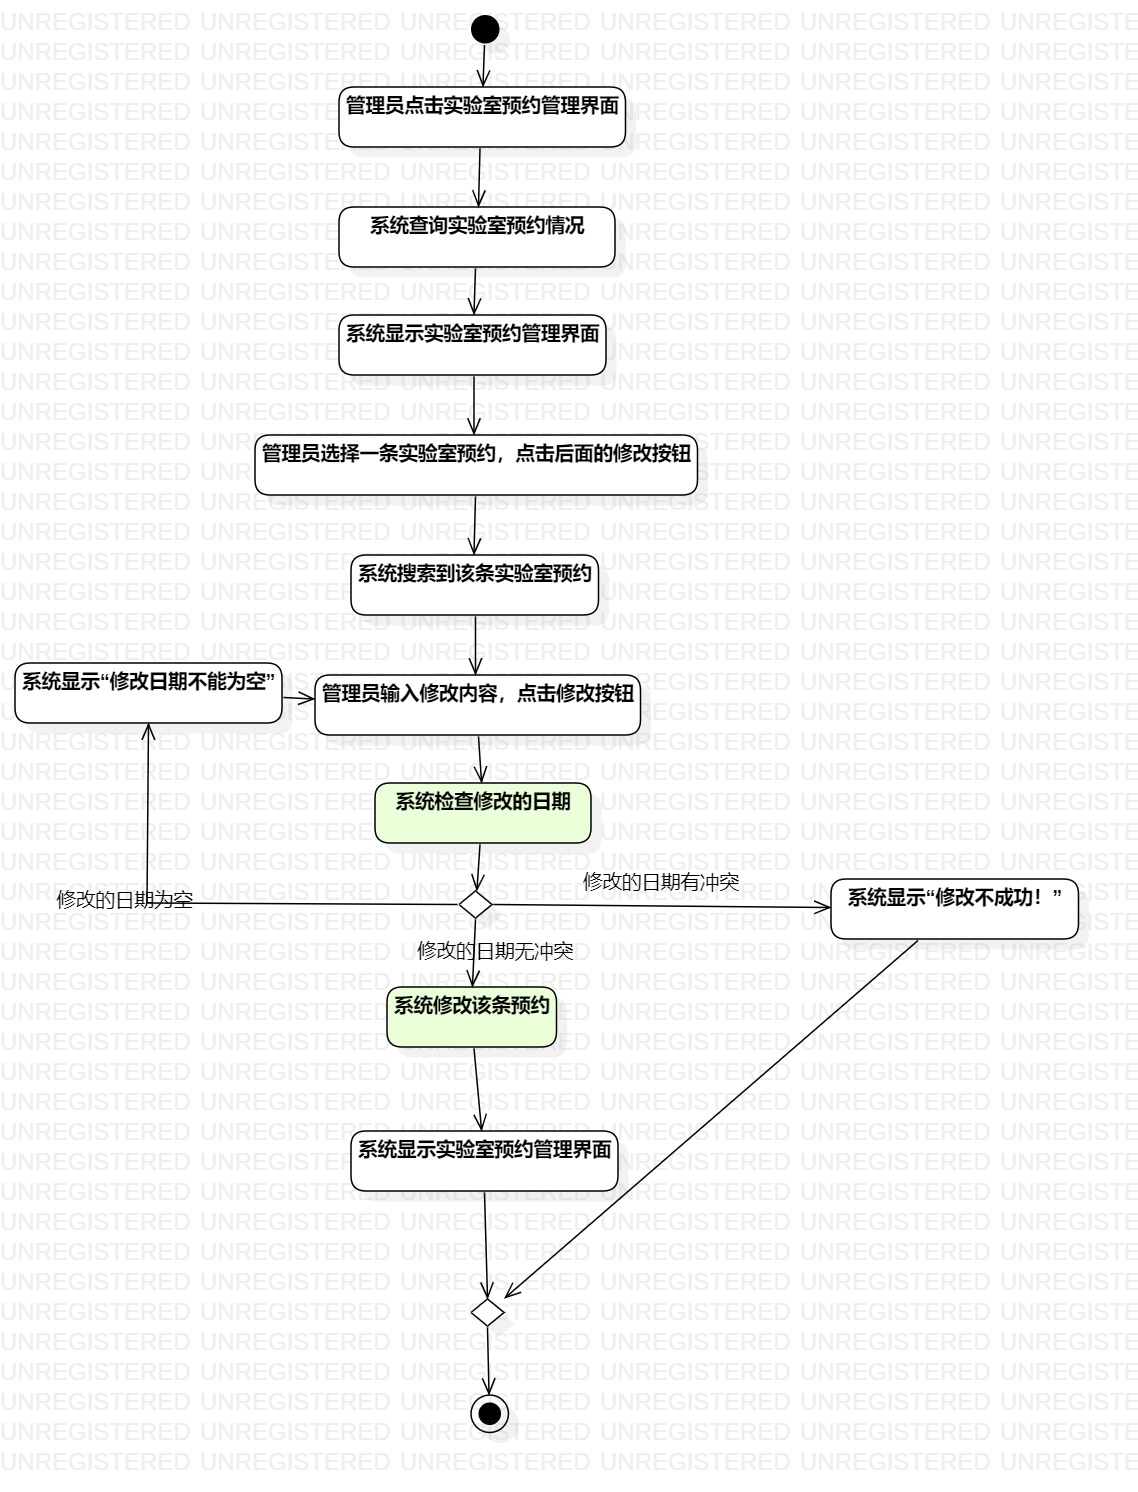 管理员点击实验室预约管理界面
系统查询实验室预约情况
系统显示实验室预约管理界面
管理员选择一条实验室预约，点击后面的修改按钮
系统搜索到该条实验室预约
系统显示“修改日期不能为空”
管理员输入修改内容，点击修改按钮
系统检查修改的日期
修改的日期为空
修改的日期有冲突
系统显示“修改不成功！”
修改的日期无冲突
系统修改该条预约
系统显示实验室预约管理界面
UNREGISTERED